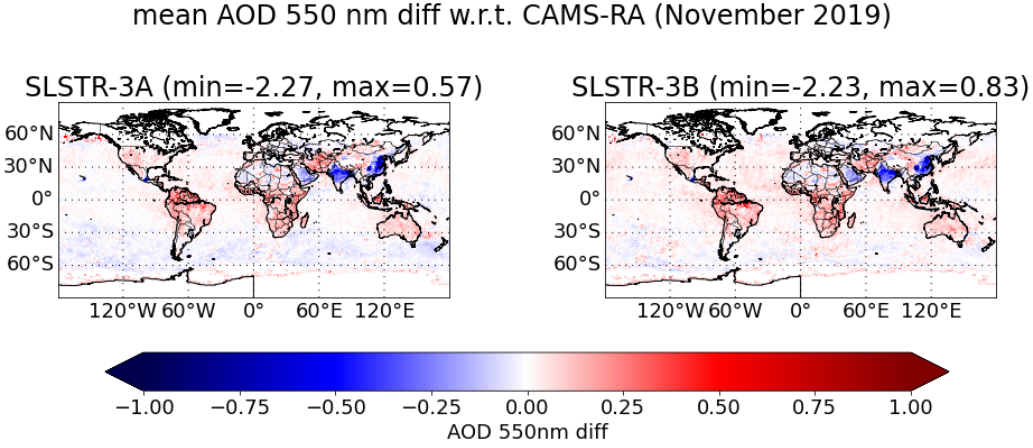 mean AOD 550 nm diff w.r.t. CAMS-RA (November 2019)
SLSTR-3A (min=-2.27, max=0.57)
60°N
30°N
0°
30°S
60°S
120°W 60°W 0° 60°E 120°E
SLSTR-3B (min=-2.23, max=0.83)
60°N
30°N
0°
30°S
60°S
120°W 60°W 0° 60°E 120°E
−1.00 −0.75 −0.50 −0.25 0.00 0.25 0.50 0.75 1.00
AOD 550nm diff